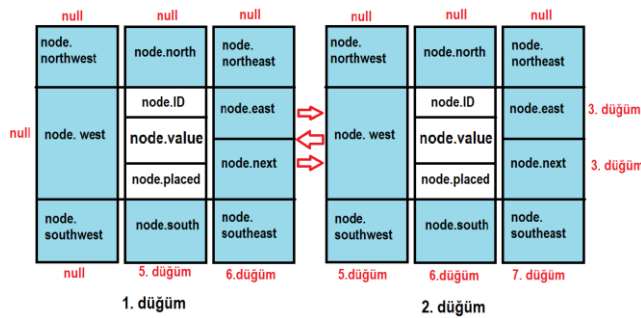 null null null null null null
node. northwest node.north node. northeast node. northwest node.north node. northeast
node.ID node.east node.ID node.east 3. düğüm
null node. west node.value node. west node.value
node.next node.next 3. düğüm
node.placed node.placed
node. southwest node.south node. southeast node. southwest node.south node. southeast
null 5. düğüm 6.düğüm 5.düğüm 6.düğüm 7. düğüm
1. düğüm 2. düğüm